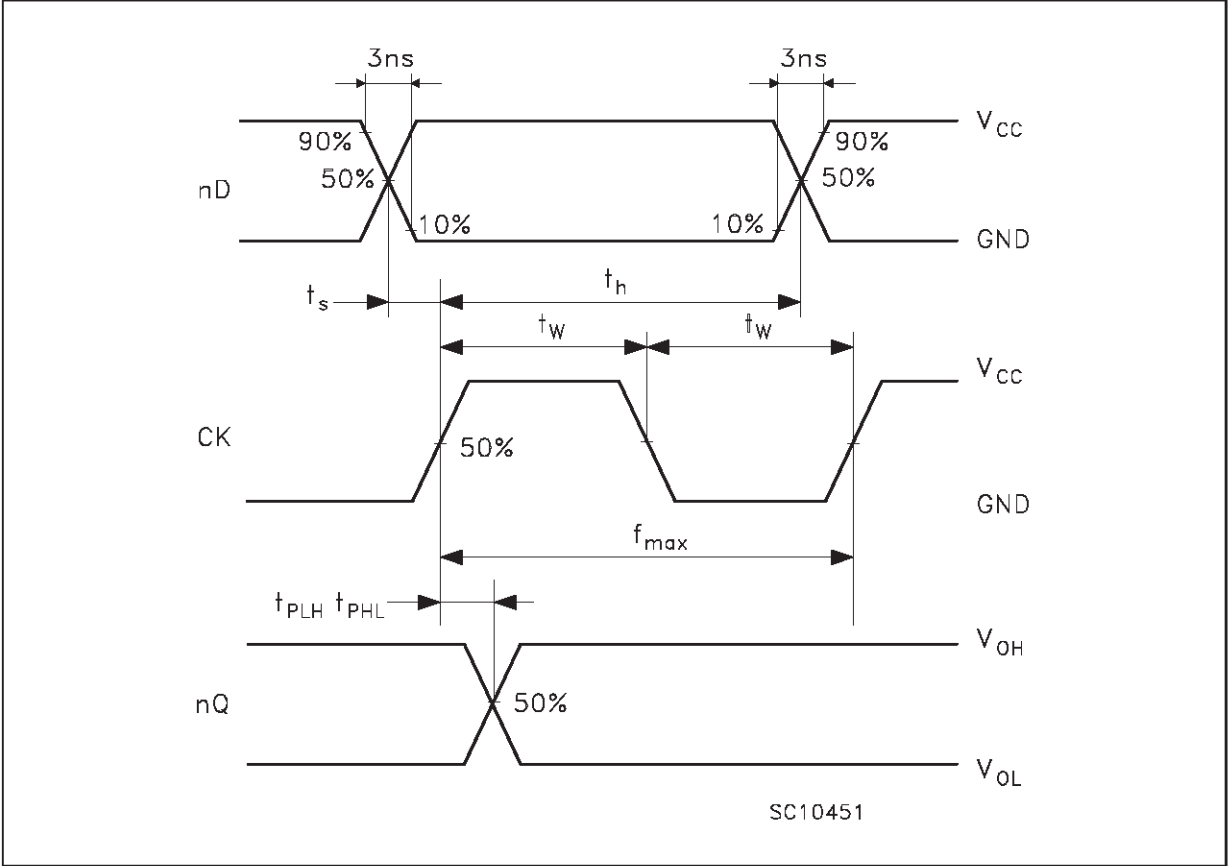 3ns 3ns
V_CC
90% 90%
nD 50% 50%
10% 10%
GND
t_s t_h
t_W t_W
V_CC
CK 50%
GND
f_max
t_PLH t_PHL
V_OH
nQ 50%
V_OL
SC10451